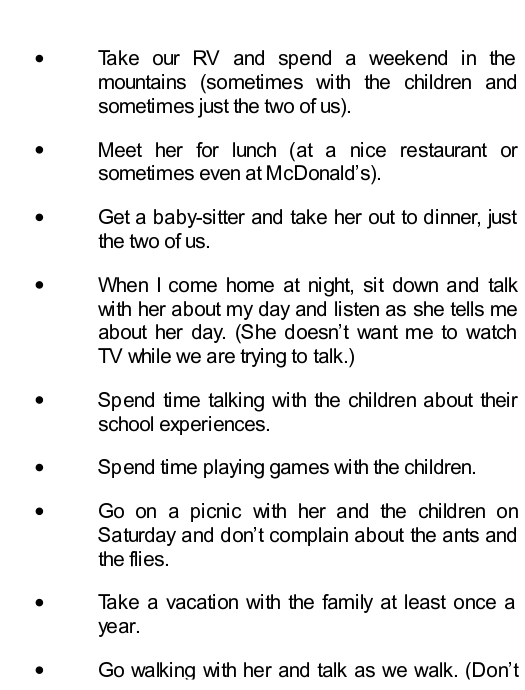 • Take our RV and spend a weekend in the
mountains (sometimes with the children and
sometimes just the two of us).
• Meet her for lunch (at a nice restaurant or
sometimes even at McDonald’s).
• Get a baby-sitter and take her out to dinner, just
the two of us.
• When I come home at night, sit down and talk
with her about my day and listen as she tells me
about her day. (She doesn’t want me to watch
TV while we are trying to talk.)
• Spend time talking with the children about their
school experiences.
• Spend time playing games with the children.
• Go on a picnic with her and the children on
Saturday and don’t complain about the ants and
the flies.
• Take a vacation with the family at least once a
year.
• Go walking with her and talk as we walk. (Don’t